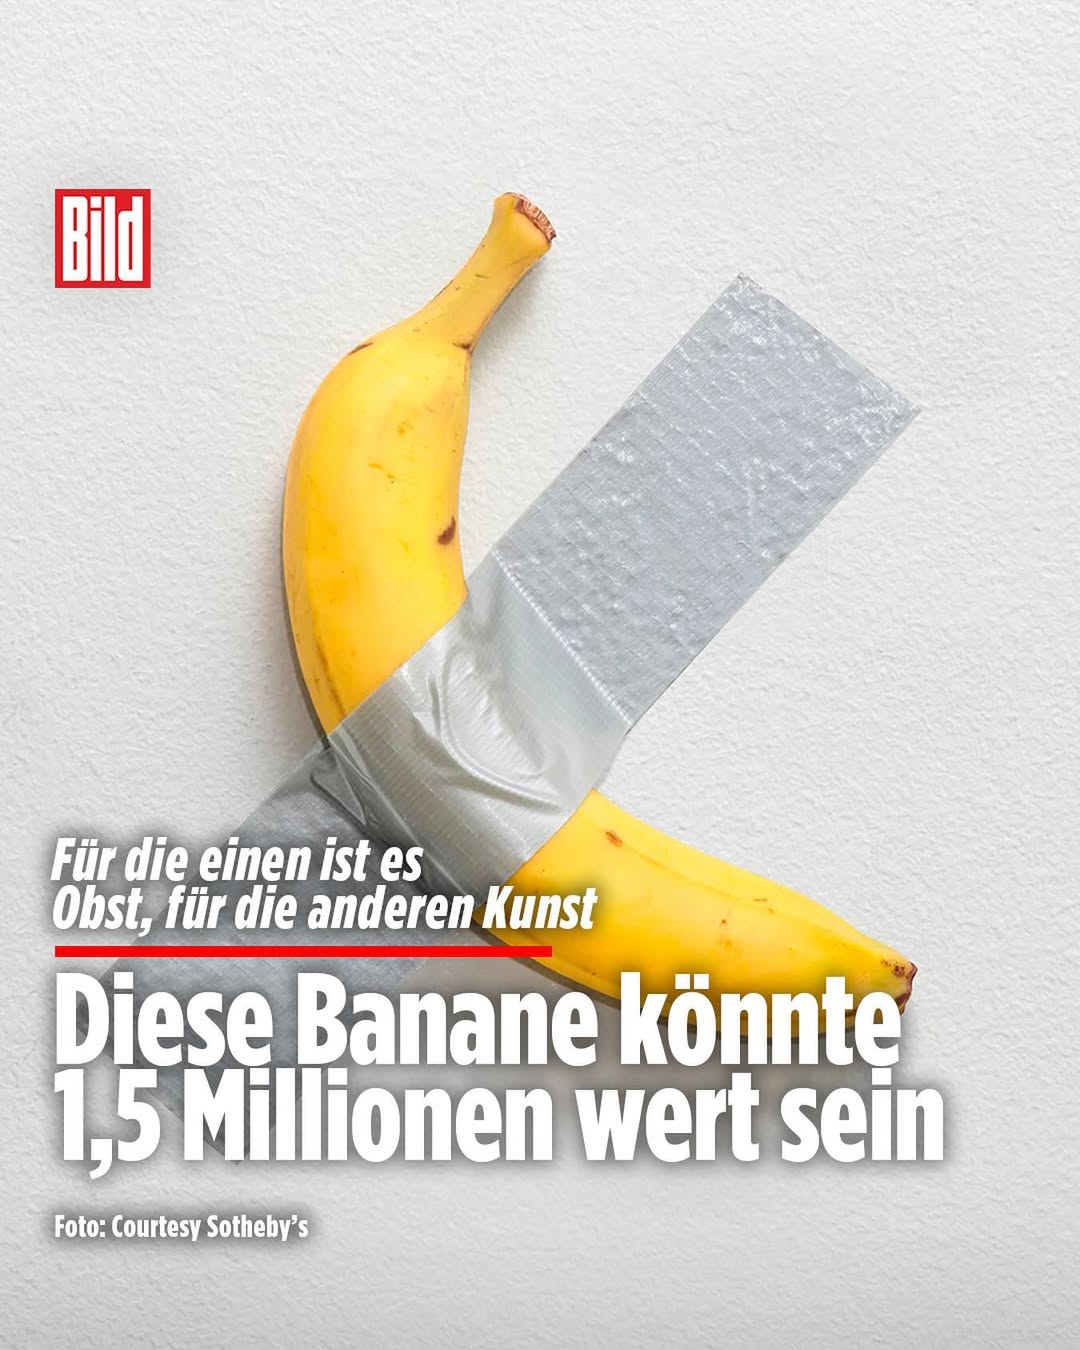 Bild
Für die einen ist es
Obst, für die anderen Kunst
Diese Banane könnte
1,5 Millionen wert sein
Foto: Courtesy Sotheby's